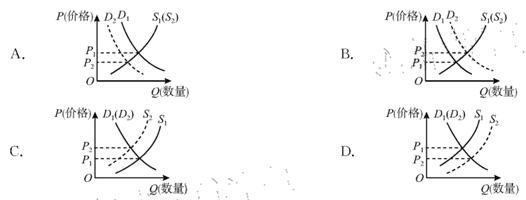 P(价格) D₂ D₁ S₁(S₂)
A.
P₁
P₂
O
Q(数量)
P(价格) D₁ D₂ S₁(S₂)
B.
P₂
P₁
O
Q(数量)
P(价格) D₁(D₂) S₂ S₁
C.
P₂
P₁
O
Q(数量)
P(价格) D₁(D₂) S₁ S₂
D.
P₂
P₁
O
Q(数量)